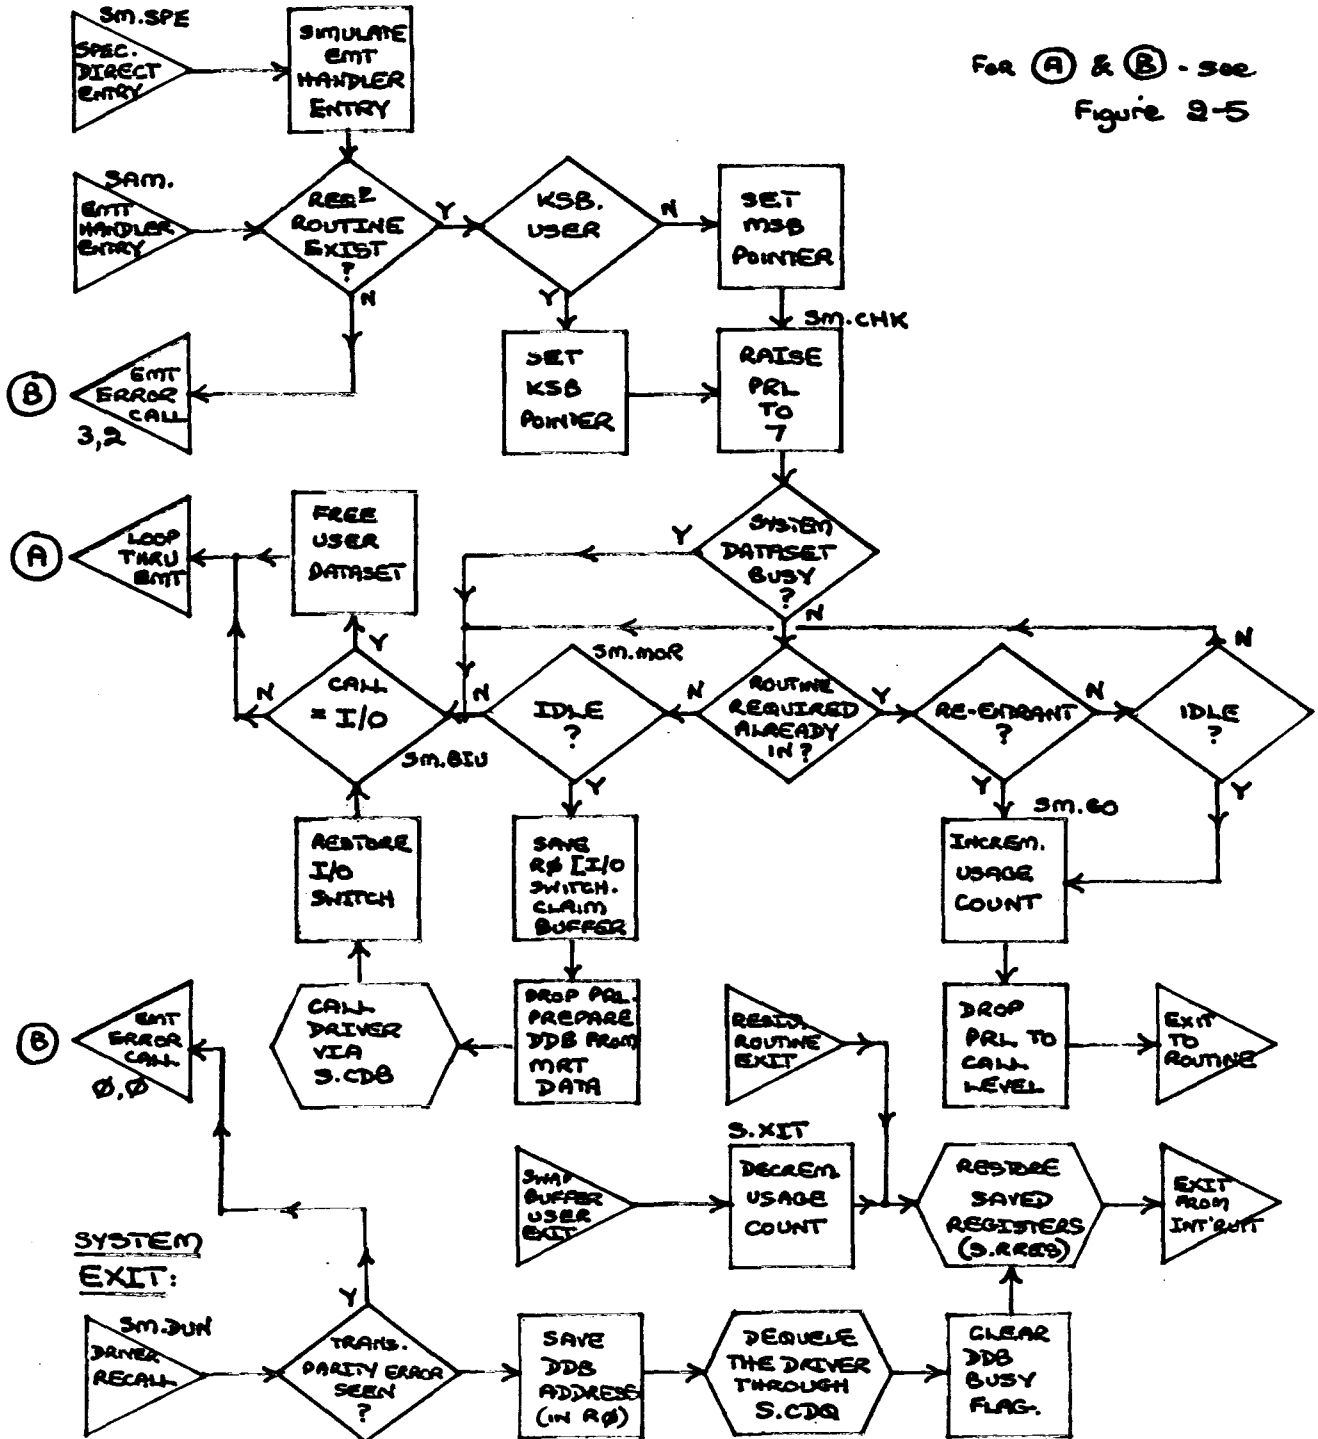 SM.SPE
SPEC.
DIRECT
ENTRY
SIMULATE
EMT
HANDLER
ENTRY
FOR (A) & (B) - see
Figure 2-5
SAM.
EMT
HANDLER
ENTRY
REQD
ROUTINE
EXIST
?
Y
N
KSB.
USER
N
Y
SET
MSB
POINTER
SM.CHK
B
EMT
ERROR
CALL
3,2
SET
KSB
POINTER
RAISE
PRL
TO
7
A
LOOP
THRU
EMT
FREE
USER
DATASET
Y
SYSTEM
DATASET
BUSY
?
N
Y
N
CALL
= I/O
SM.BIU
N
SM.MOR
IDLE
?
Y
N
ROUTINE
REQUIRED
ALREADY
IN?
Y
RE-ENTRANT
?
N
Y
IDLE
?
N
Y
SM.GO
RESTORE
I/O
SWITCH
SAVE
RØ [I/O
SWITCH.
CLAIM
BUFFER
INCREM.
USAGE
COUNT
B
EMT
ERROR
CALL
Ø,Ø
CALL
DRIVER
VIA
S.CDB
DROP PRL.
PREPARE
DDB FROM
MRT
DATA
RESID.
ROUTINE
EXIT
DROP
PRL TO
CALL
LEVEL
EXIT
TO
ROUTINE
S.XIT
SWAP
BUFFER
USER
EXIT
DECREM.
USAGE
COUNT
RESTORE
SAVED
REGISTERS
(S.RRES)
EXIT
FROM
INT'RUPT
SYSTEM
EXIT:
SM.DUN
DRIVER
RECALL
Y
TRANS.
PARITY ERROR
SEEN
?
SAVE
DDB
ADDRESS
(IN RØ)
DEQUEUE
THE DRIVER
THROUGH
S.CDQ
CLEAR
DDB
BUSY
FLAG.